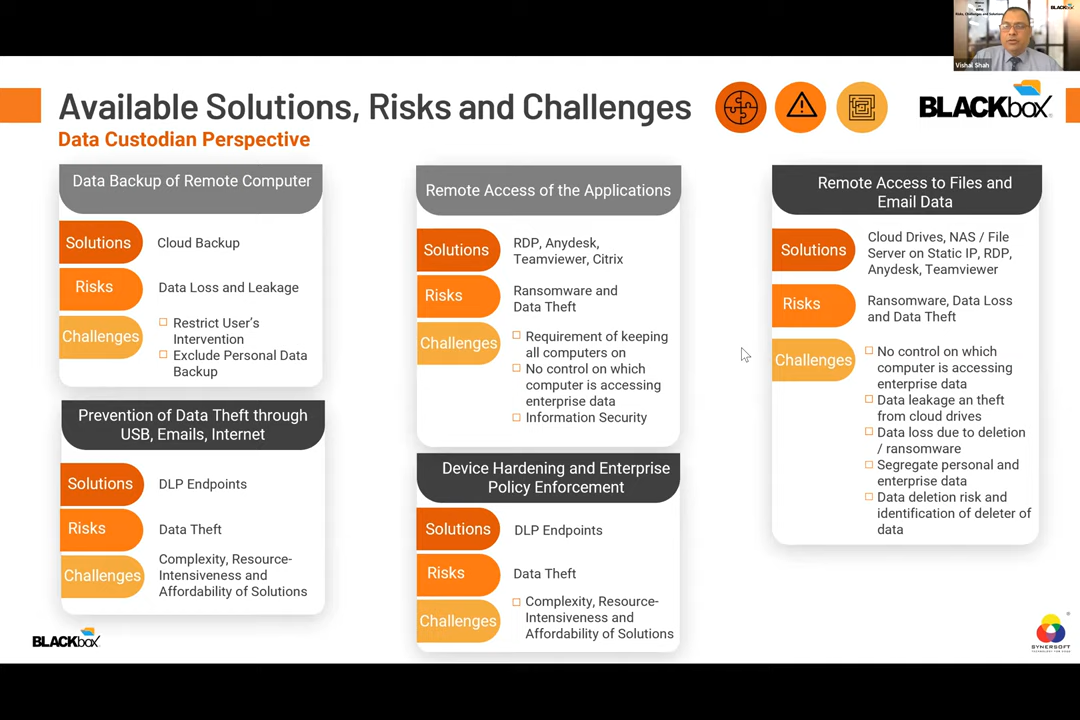 Risks, Challenges and Solutions
BLACKbox
Vishal Shah
Available Solutions, Risks and Challenges
Data Custodian Perspective
BLACKbox
Data Backup of Remote Computer
Solutions
Cloud Backup
Risks
Data Loss and Leakage
Challenges
Restrict User's
Intervention
Exclude Personal Data
Backup
Prevention of Data Theft through
USB, Emails, Internet
Solutions
DLP Endpoints
Risks
Data Theft
Challenges
Complexity, Resource-
Intensiveness and
Affordability of Solutions
Remote Access of the Applications
Solutions
RDP, Anydesk,
Teamviewer, Citrix
Risks
Ransomware and
Data Theft
Challenges
Requirement of keeping
all computers on
No control on which
computer is accessing
enterprise data
Information Security
Device Hardening and Enterprise
Policy Enforcement
Solutions
DLP Endpoints
Risks
Data Theft
Challenges
Complexity, Resource-
Intensiveness and
Affordability of Solutions
Remote Access to Files and
Email Data
Solutions
Cloud Drives, NAS / File
Server on Static IP, RDP,
Anydesk, Teamviewer
Risks
Ransomware, Data Loss
and Data Theft
Challenges
No control on which
computer is accessing
enterprise data
Data leakage an theft
from cloud drives
Data loss due to deletion
/ ransomware
Segregate personal and
enterprise data
Data deletion risk and
identification of deleter of
data
BLACKbox
SYNERSOFT